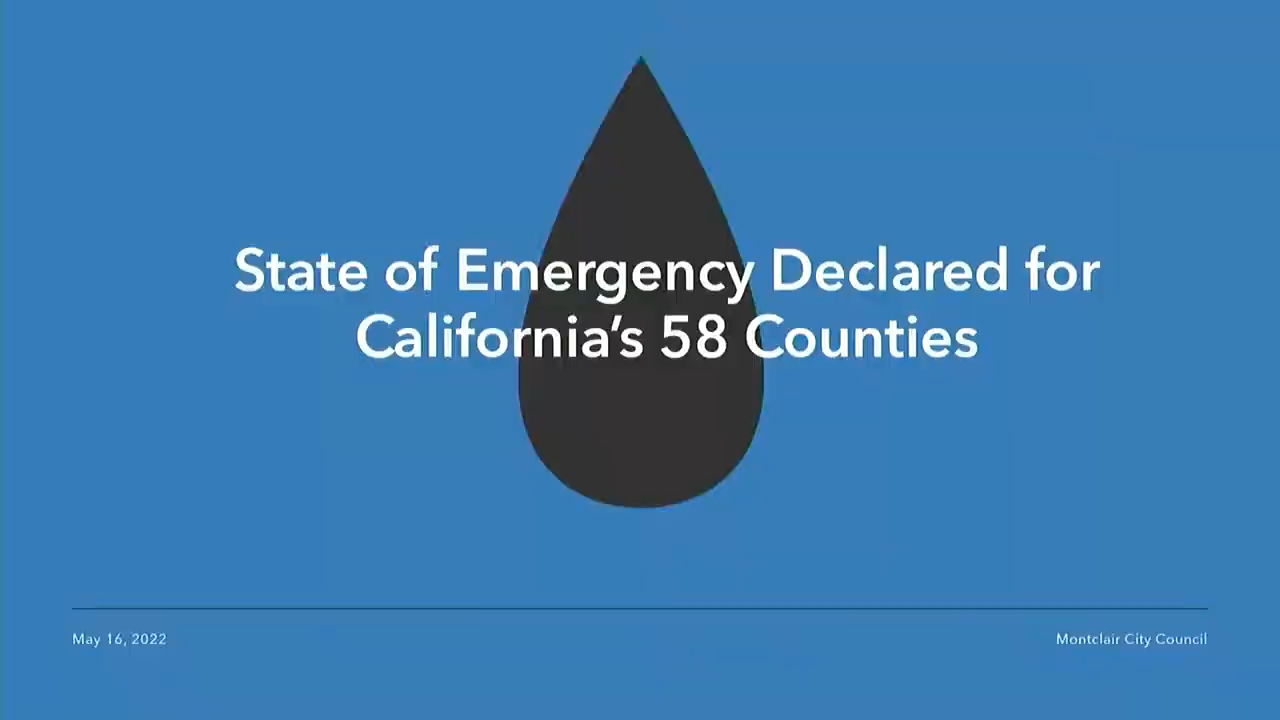 State of Emergency Declared for
California’s 58 Counties
May 16, 2022
Montclair City Council